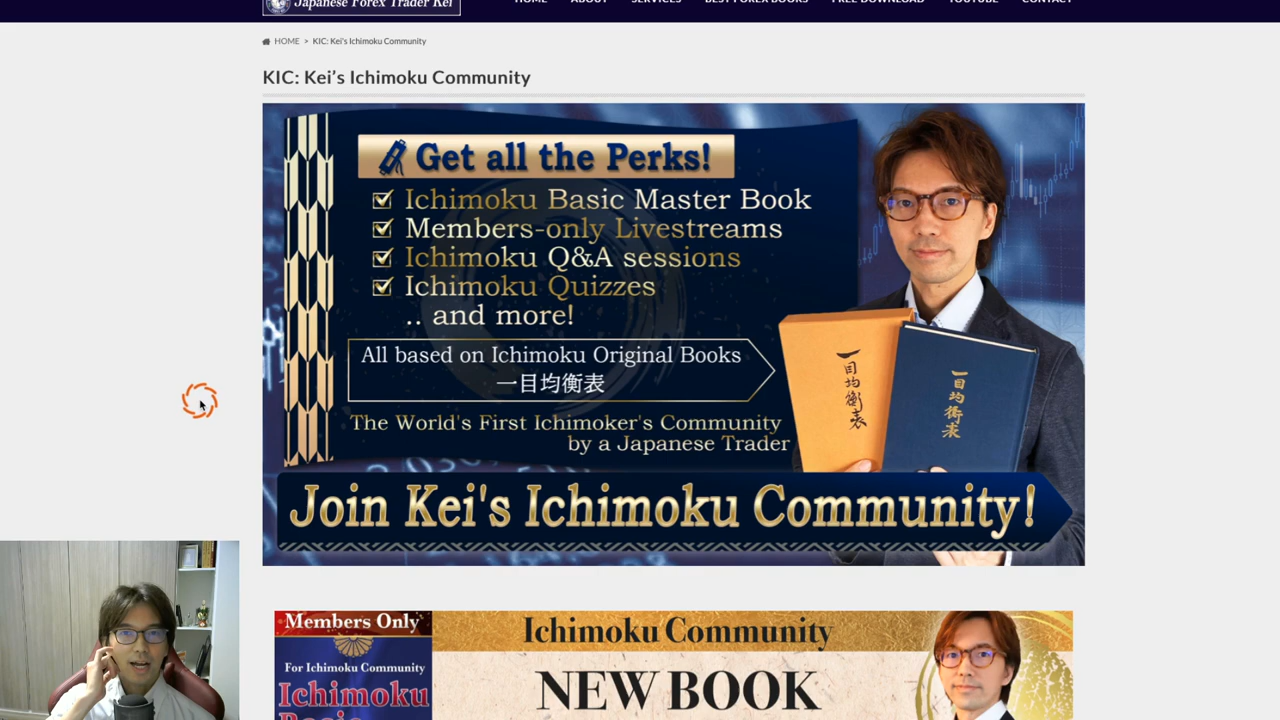 Japanese Forex Trader Kei
HOME ABOUT SERVICES BEST FOREX BOOKS FREE DOWNLOAD YOUTUBE CONTACT
HOME > KIC: Kei's Ichimoku Community
KIC: Kei's Ichimoku Community
Get all the Perks!
Ichimoku Basic Master Book
Members-only Livestreams
Ichimoku Q&A sessions
Ichimoku Quizzes
.. and more!
All based on Ichimoku Original Books
一目均衡表
The World's First Ichimoker's Community
by a Japanese Trader
一目均衡表
一目均衡表
Join Kei's Ichimoku Community!
Members Only
For Ichimoku Community
Ichimoku
Basic
Ichimoku Community
NEW BOOK